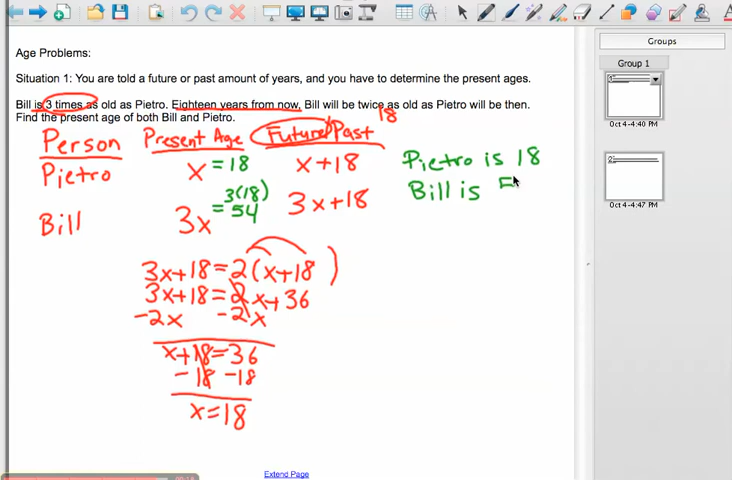 Age Problems:
Situation 1: You are told a future or past amount of years, and you have to determine the present ages.
Bill is 3 times as old as Pietro. Eighteen years from now, Bill will be twice as old as Pietro will be then.
Find the present age of both Bill and Pietro.
18
Person Present Age Future/Past
Pietro x = 18 x+18
Bill 3x 3(18) = 54 3x+18
Pietro is 18
Bill is
3x+18=2(x+18)
3x+18=2x+36
-2x -2x
x+18=36
-18 -18
x=18
Extend Page
Groups
Group 1
Oct 4-4:40
Oct 4-4:47